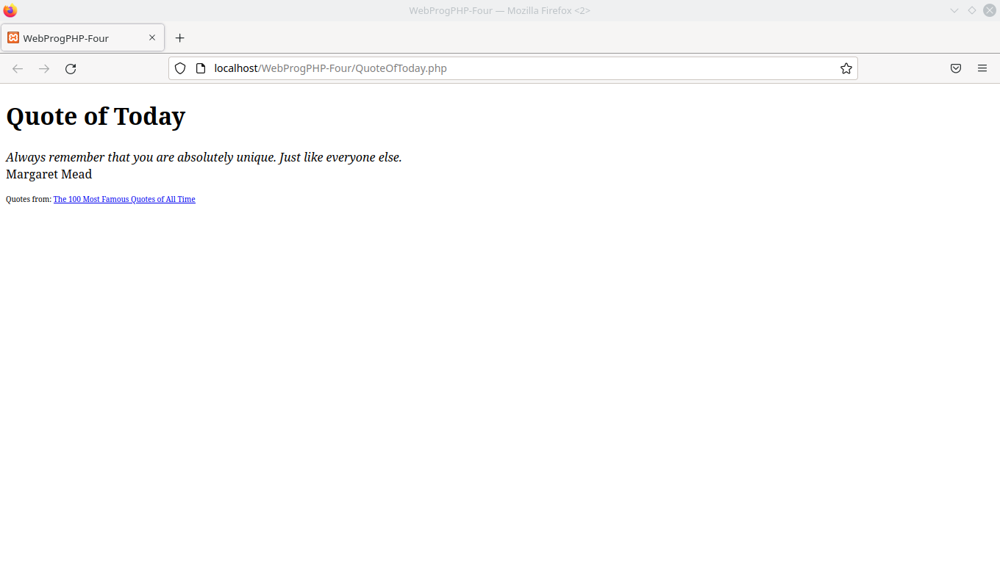 WebProgPHP-Four — Mozilla Firefox <2>
WebProgPHP-Four
localhost/WebProgPHP-Four/QuoteOfToday.php
Quote of Today
Always remember that you are absolutely unique. Just like everyone else.
Margaret Mead
Quotes from: The 100 Most Famous Quotes of All Time